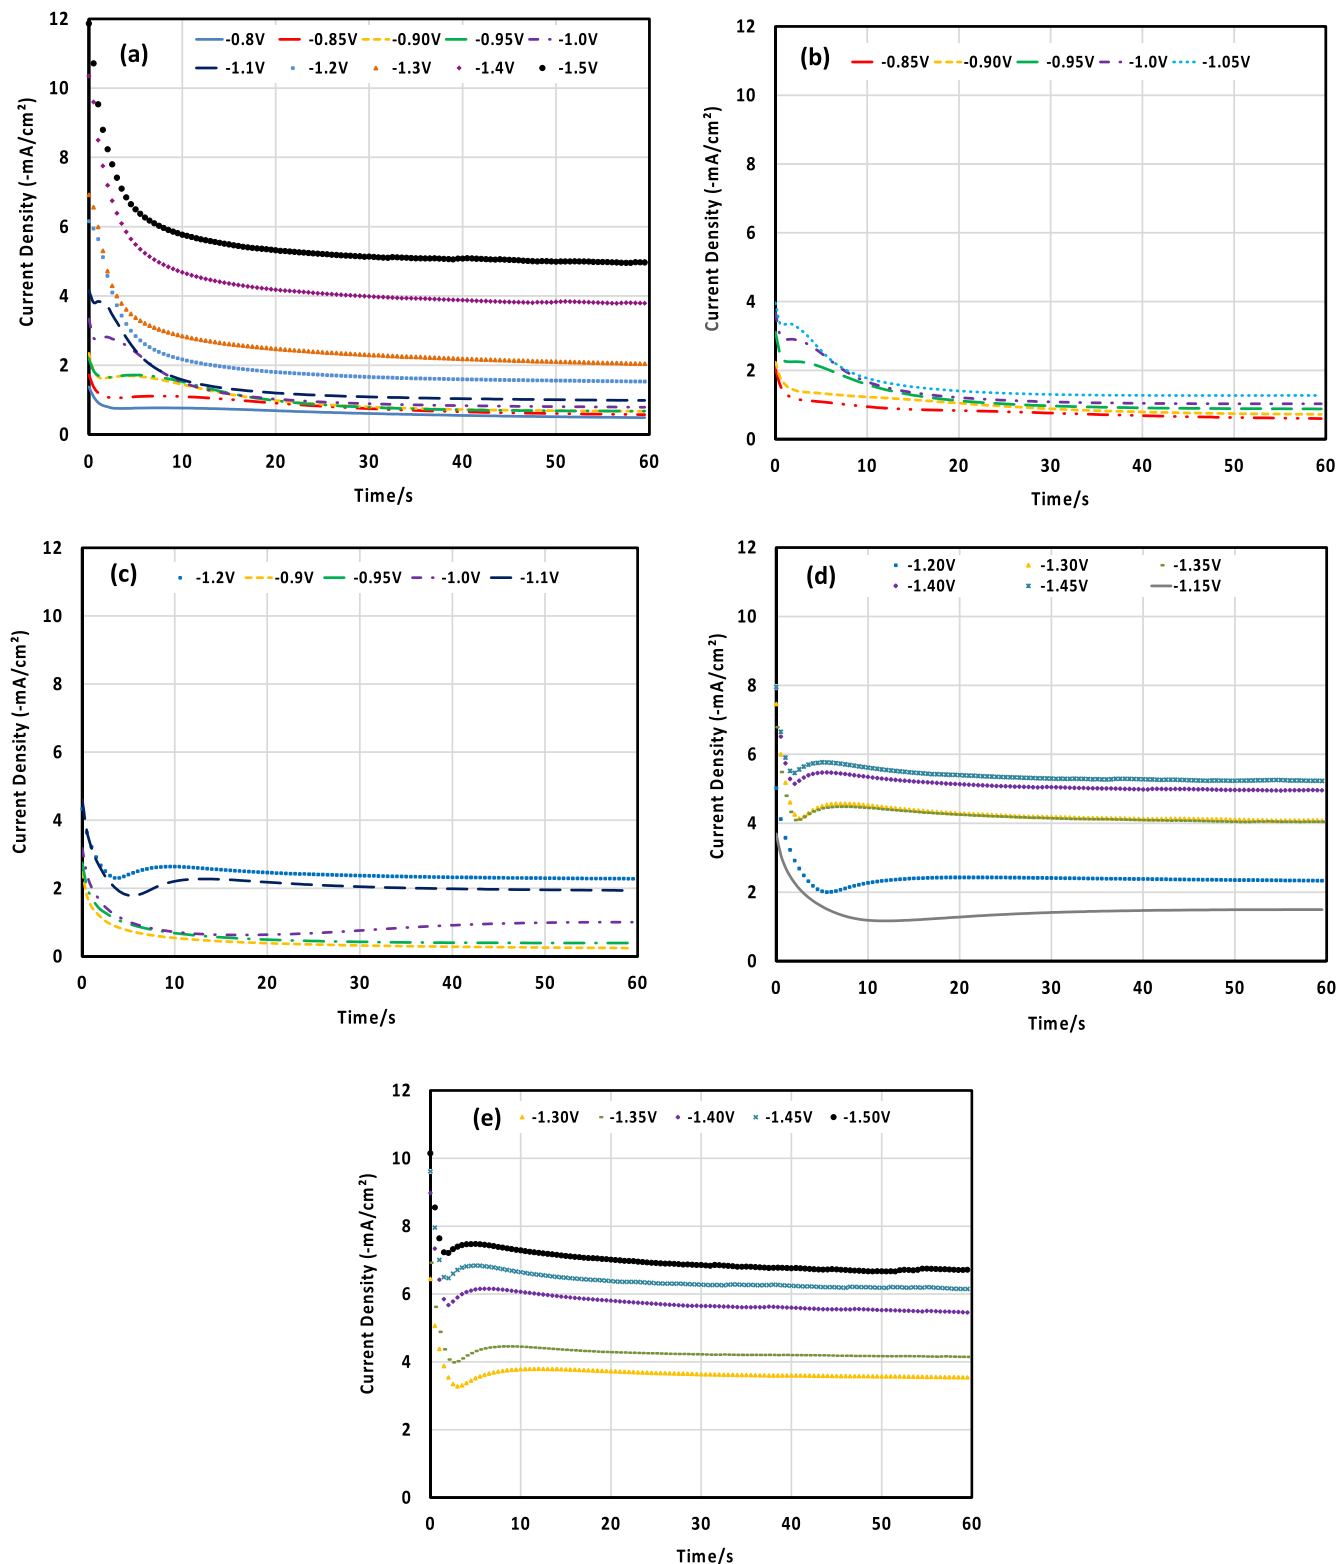 (a)
-0.8V -0.85V -0.90V -0.95V -1.0V
-1.1V -1.2V -1.3V -1.4V -1.5V
Current Density (-mA/cm²)
12
10
8
6
4
2
0
0 10 20 30 40 50 60
Time/s
(b)
-0.85V -0.90V -0.95V -1.0V -1.05V
Current Density (-mA/cm²)
12
10
8
6
4
2
0
0 10 20 30 40 50 60
Time/s
(c)
-1.2V -0.9V -0.95V -1.0V -1.1V
Current Density (-mA/cm²)
12
10
8
6
4
2
0
0 10 20 30 40 50 60
Time/s
(d)
-1.20V -1.30V -1.35V
-1.40V -1.45V -1.15V
Current Density (-mA/cm²)
12
10
8
6
4
2
0
0 10 20 30 40 50 60
Time/s
(e)
-1.30V -1.35V -1.40V -1.45V -1.50V
Current Density (-mA/cm²)
12
10
8
6
4
2
0
0 10 20 30 40 50 60
Time/s